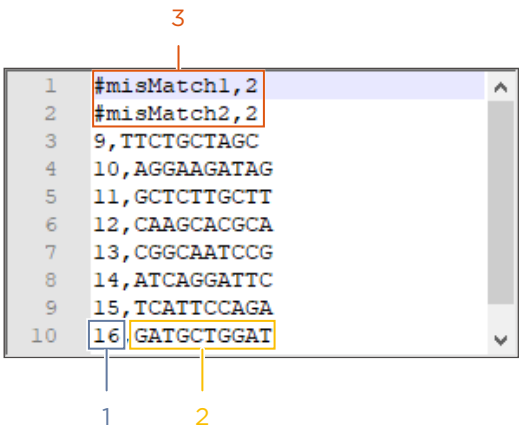 3
1 #misMatch1,2
2 #misMatch2,2
3 9,TTCTGCTAGC
4 10,AGGAAGATAG
5 11,GCTCTTGCTT
6 12,CAAGCACGCA
7 13,CGGCAATCCG
8 14,ATCAGGATTC
9 15,TCATTCCAGA
10 16,GATGCTGGAT
1 2